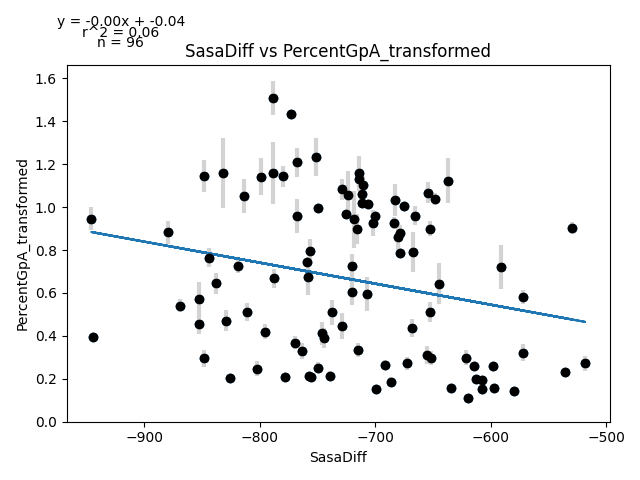 y = -0.00x + -0.04
r^2 = 0.06
n = 96
SasaDiff vs PercentGpA_transformed
PercentGpA_transformed
1.6
1.4
1.2
1.0
0.8
0.6
0.4
0.2
0.0
−900 −800 −700 −600 −500
SasaDiff